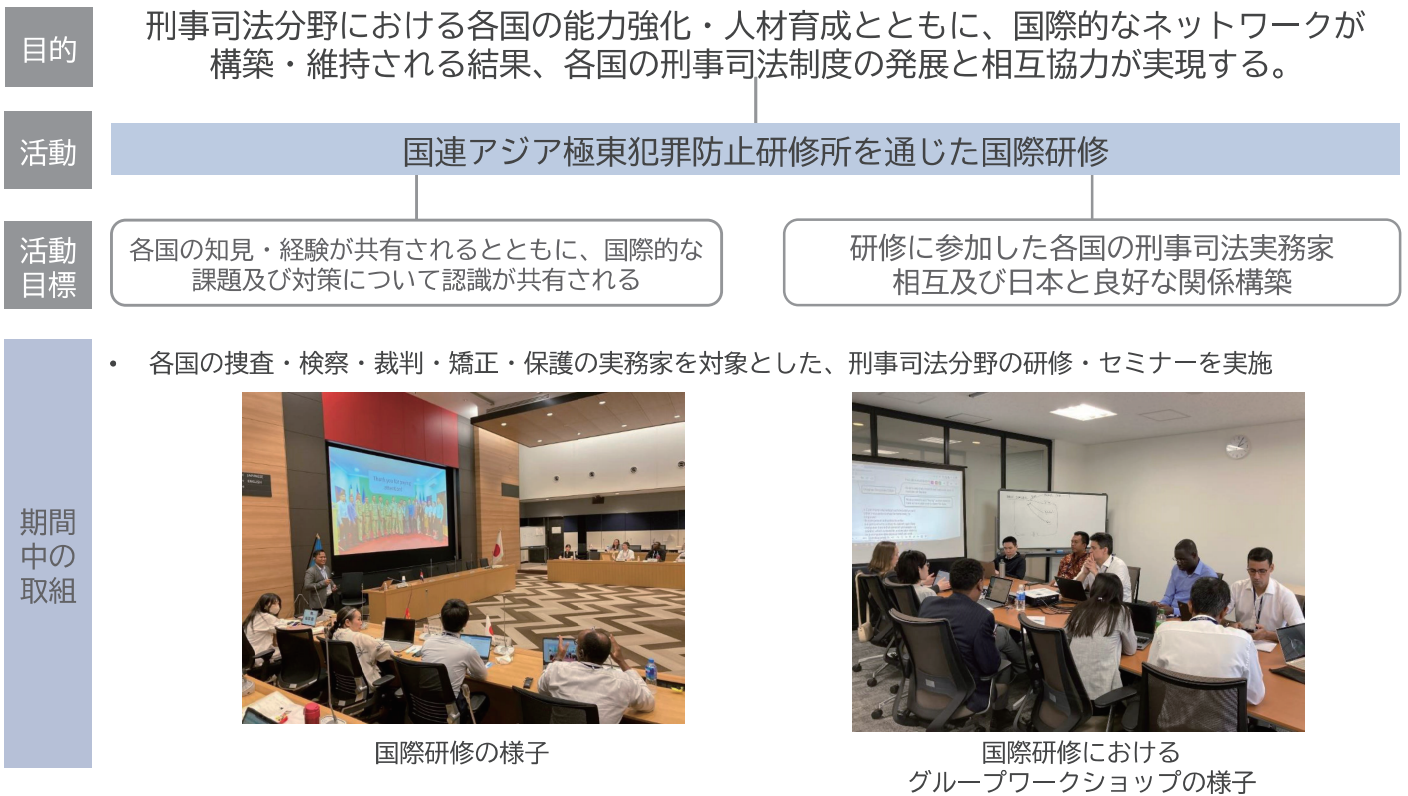 目的
刑事司法分野における各国の能力強化・人材育成とともに、国際的なネットワークが
構築・維持される結果、各国の刑事司法制度の発展と相互協力が実現する。
活動
国連アジア極東犯罪防止研修所を通じた国際研修
活動
目標
各国の知見・経験が共有されるとともに、国際的な
課題及び対策について認識が共有される
研修に参加した各国の刑事司法実務家
相互及び日本と良好な関係構築
期間
中の
取組
• 各国の捜査・検察・裁判・矯正・保護の実務家を対象とした、刑事司法分野の研修・セミナーを実施
国際研修の様子
国際研修における
グループワークショップの様子